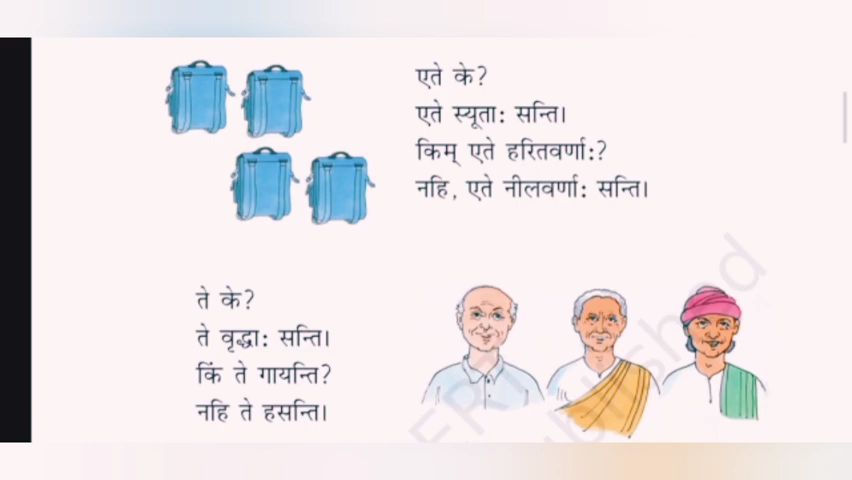 एते के?
एते स्यूताः सन्ति।
किम् एते हरितवर्णाः?
नहि, एते नीलवर्णाः सन्ति।
ते के?
ते वृद्धाः सन्ति।
किं ते गायन्ति?
नहि ते हसन्ति।